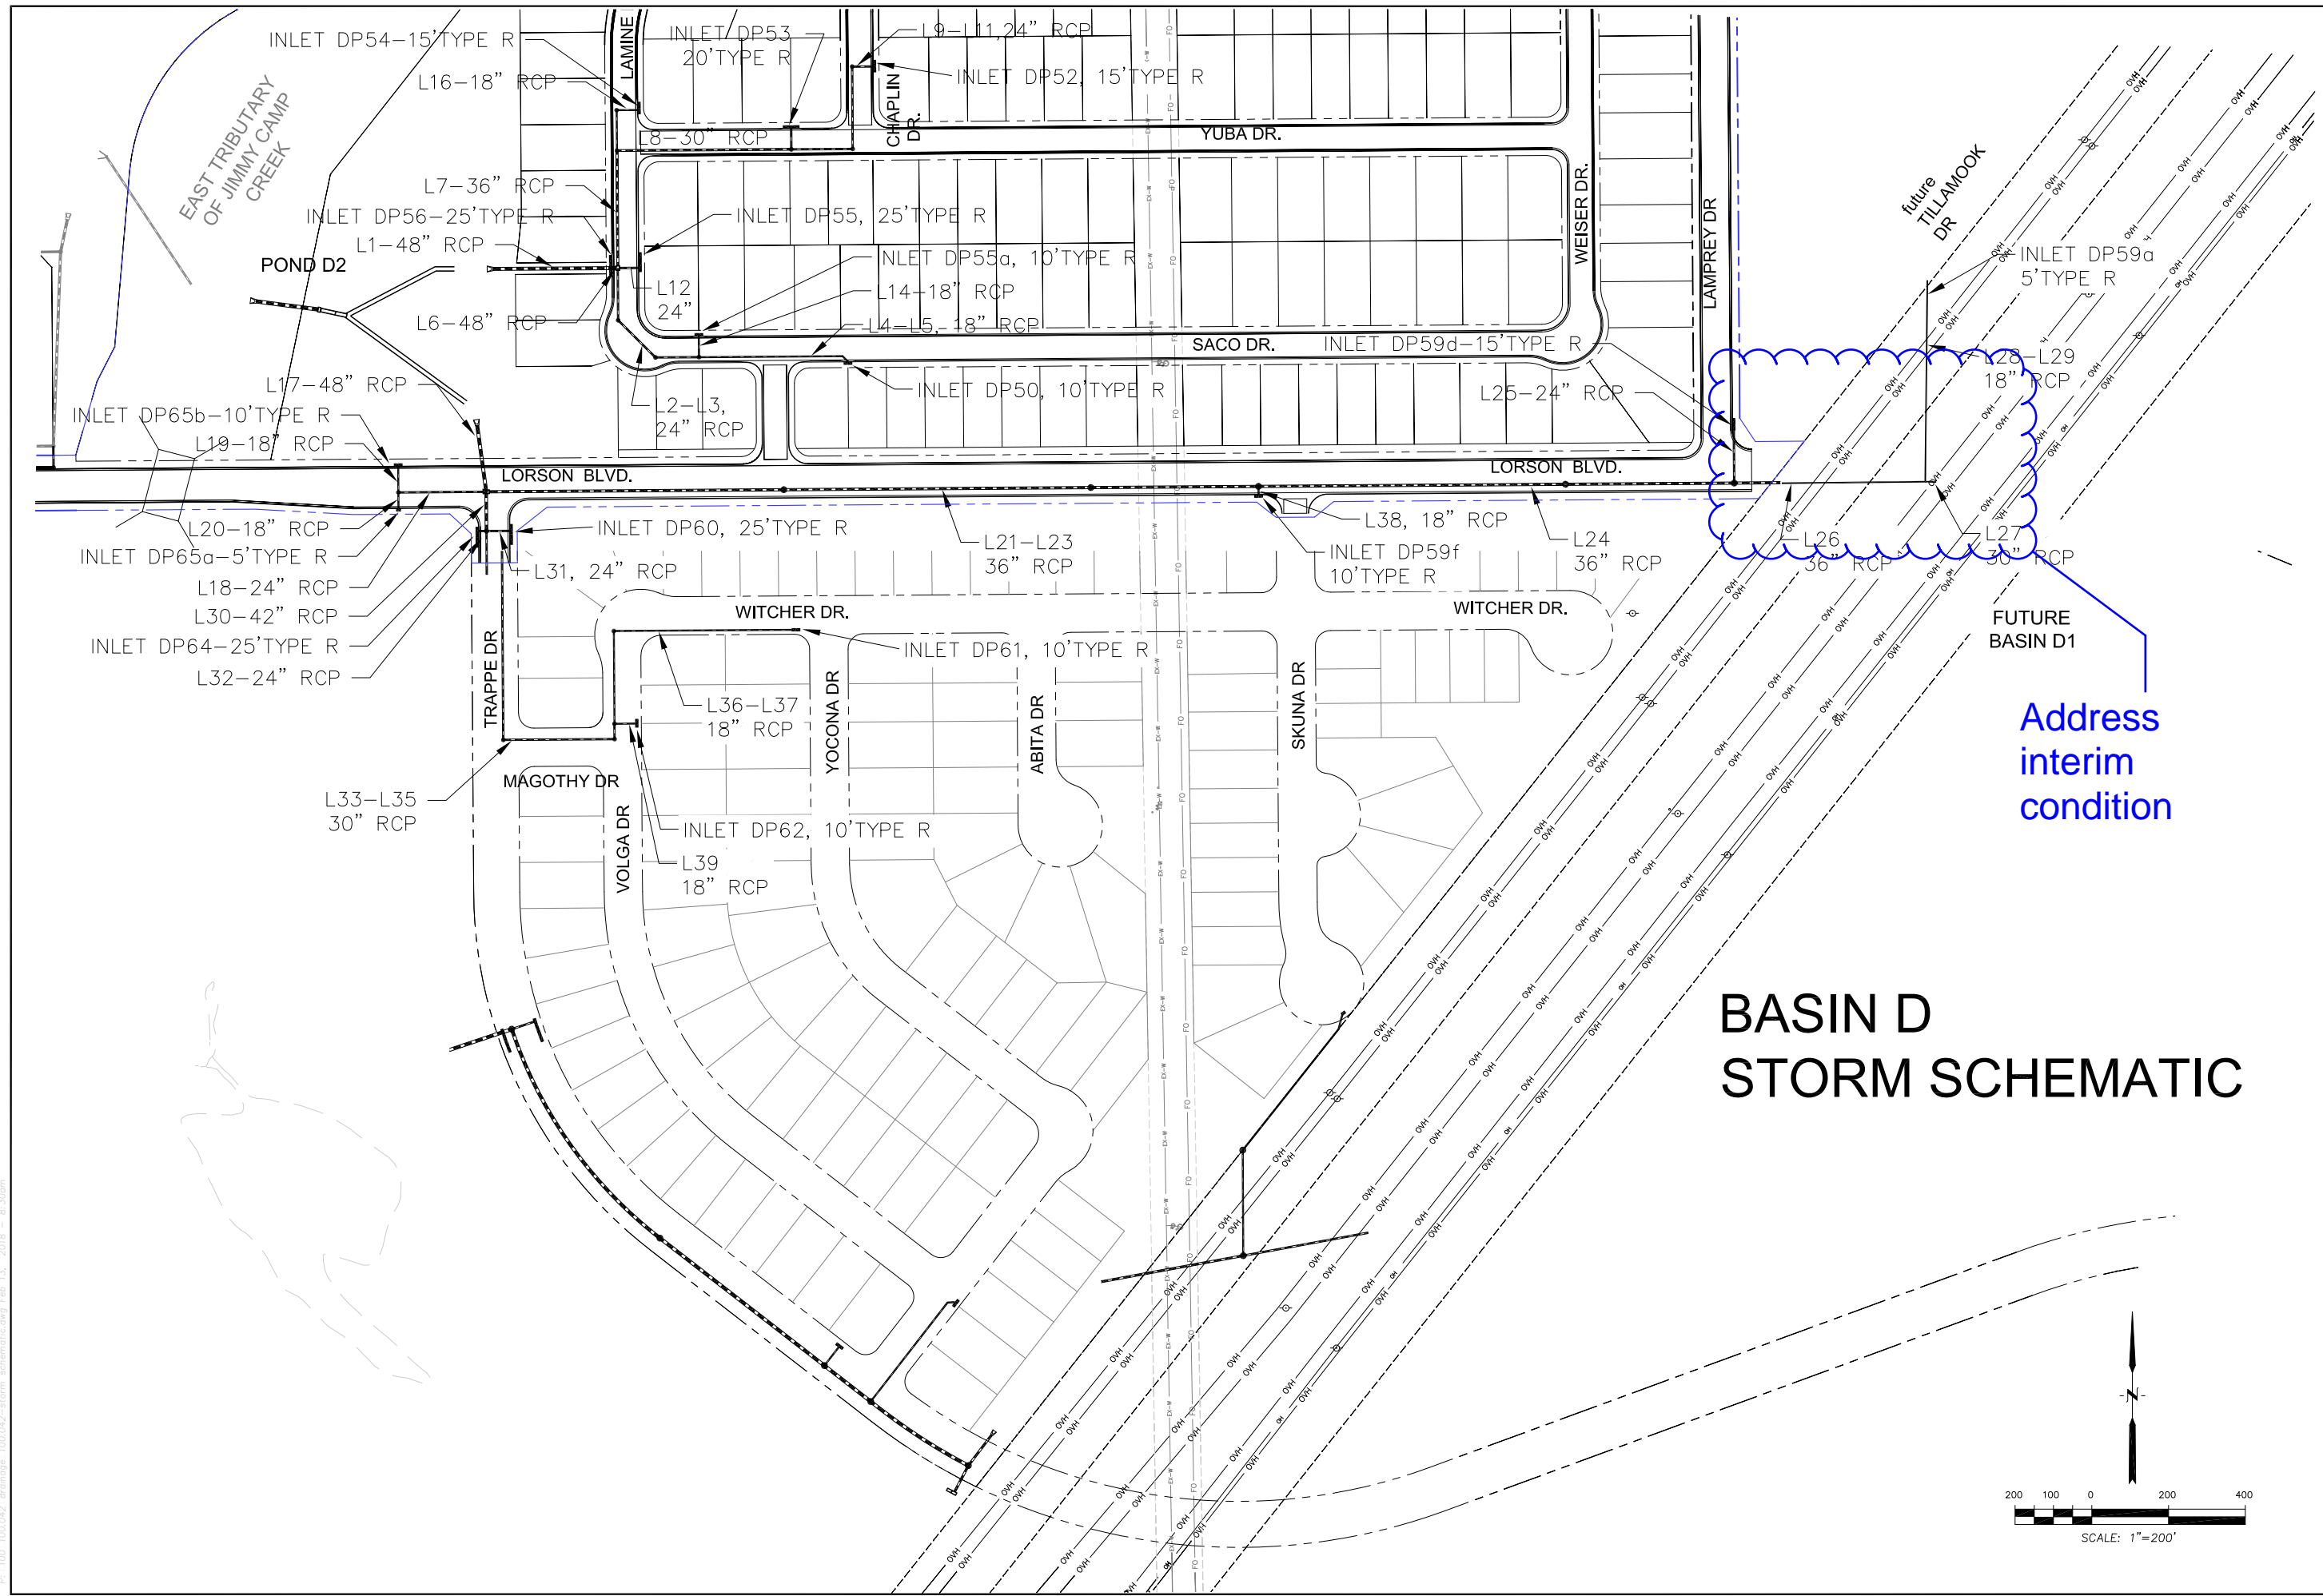 INLET DP54-15'TYPE R
L16-18" RCP
LAMINE
INLET DP53
20'TYPE R
L9-L11,24" RCP
INLET DP52, 15'TYPE R
CHAPLIN
DR.
L8-30" RCP
YUBA DR.
EAST TRIBUTARY
OF JIMMY CAMP
CREEK
L7-36" RCP
INLET DP56-25'TYPE R
L1-48" RCP
POND D2
INLET DP55, 25'TYPE R
NLET DP55a, 10'TYPE R
L14-18" RCP
L12
24"
L6-48" RCP
L4-L5, 18" RCP
SACO DR.
WEISER DR.
LAMPREY DR
future
TILLAMOOK
DR
INLET DP59a
5'TYPE R
INLET DP59d-15'TYPE R
L28-L29
18" RCP
L25-24" RCP
L17-48" RCP
INLET DP50, 10'TYPE R
L2-L3,
24" RCP
INLET DP65b-10'TYPE R
L19-18" RCP
LORSON BLVD.
LORSON BLVD.
L20-18" RCP
INLET DP65a-5'TYPE R
L18-24" RCP
L30-42" RCP
INLET DP64-25'TYPE R
L32-24" RCP
INLET DP60, 25'TYPE R
L31, 24" RCP
L21-L23
36" RCP
L38, 18" RCP
INLET DP59f
10'TYPE R
L24
36" RCP
L26
36" RCP
L27
30" RCP
WITCHER DR.
WITCHER DR.
INLET DP61, 10'TYPE R
FUTURE
BASIN D1
TRAPPE DR
L36-L37
18" RCP
YOCONA DR
ABITA DR
SKUNA DR
Address
interim
condition
MAGOTHY DR
L33-L35
30" RCP
VOLGA DR
INLET DP62, 10'TYPE R
L39
18" RCP
BASIN D
STORM SCHEMATIC
N
200 100 0 200 400
SCALE: 1"=200'